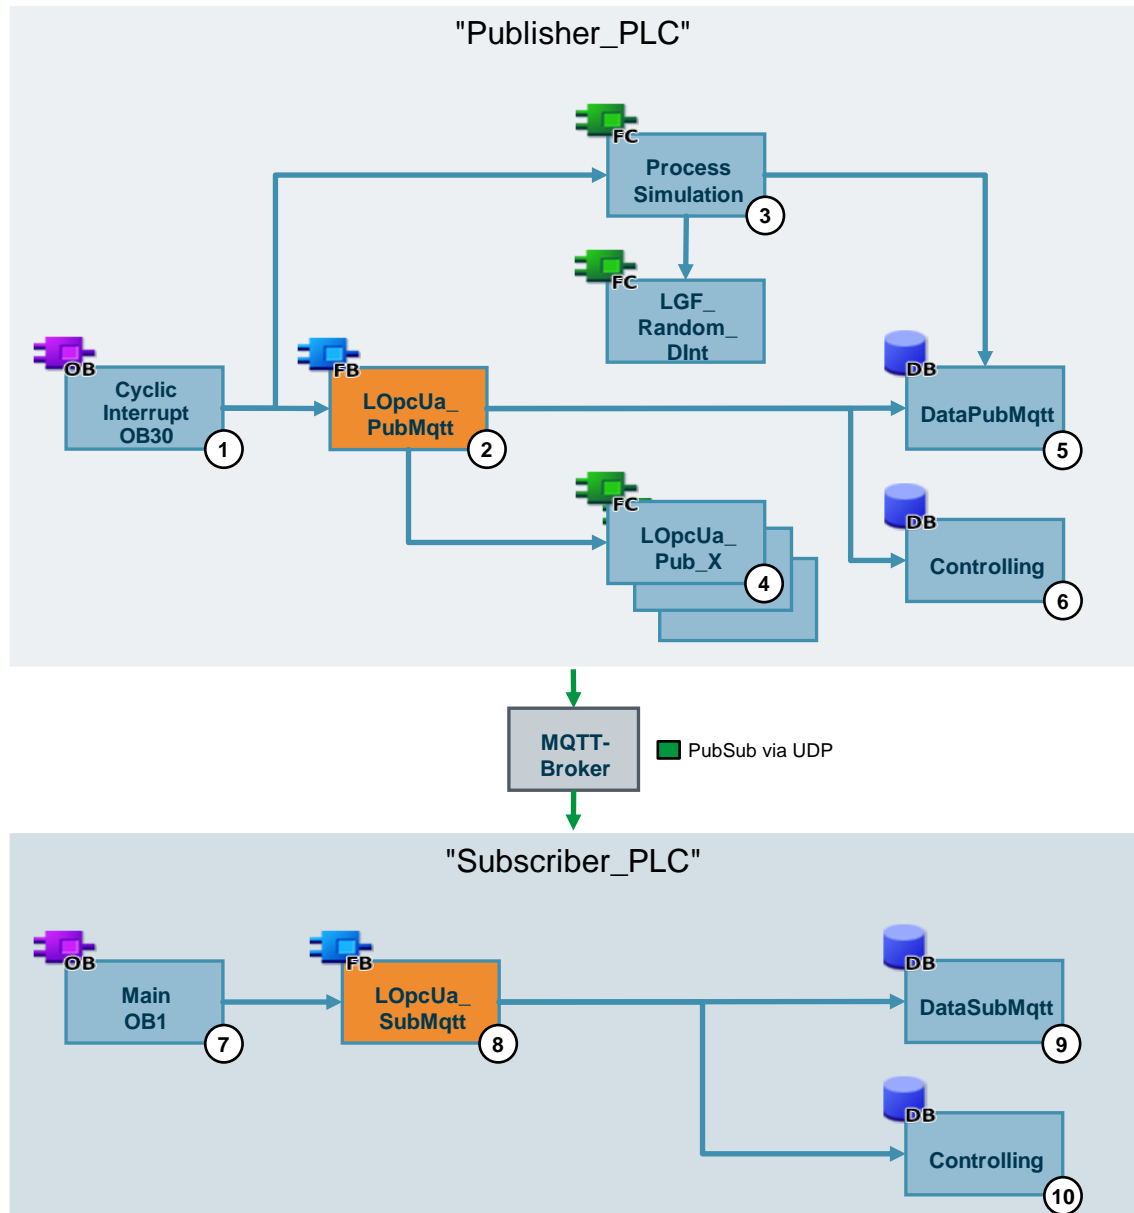 "Publisher_PLC"
FC
Process
Simulation
3
FC
LGF_
Random_
DInt
OB
Cyclic
Interrupt
OB30
1
FB
LOpcUa_
PubMqtt
2
DB
DataPubMqtt
5
FC
LOpcUa_
Pub_X
4
DB
Controlling
6
MQTT-
Broker
PubSub via UDP
"Subscriber_PLC"
OB
Main
OB1
7
FB
LOpcUa_
SubMqtt
8
DB
DataSubMqtt
9
DB
Controlling
10